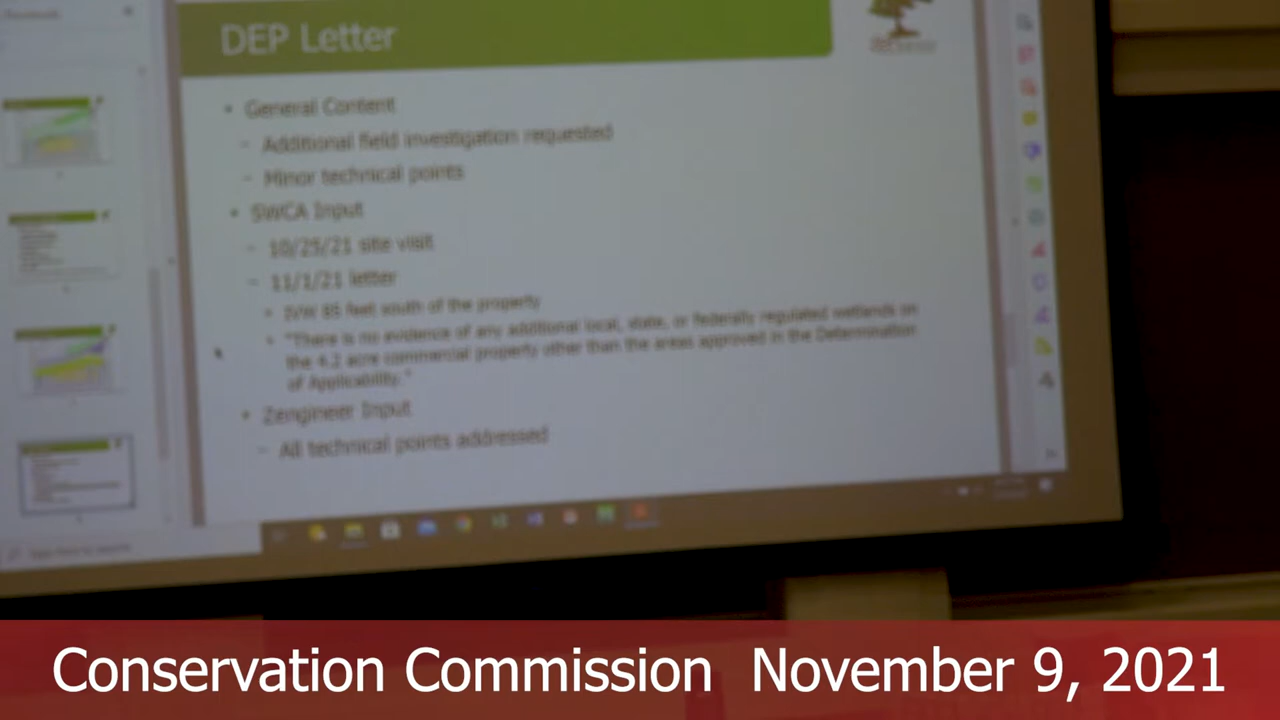 DEP Letter
• General Content
- Additional field investigation requested
- Minor technical points
• SWCA Input
- 10/25/21 site visit
- 11/1/21 letter
• IVW 85 feet south of the property
• "There is no evidence of any additional local, state, or federally regulated wetlands on
the 4.2 acre commercial property other than the areas approved in the Determination
of Applicability."
• Zengineer Input
- All technical points addressed
Conservation Commission November 9, 2021